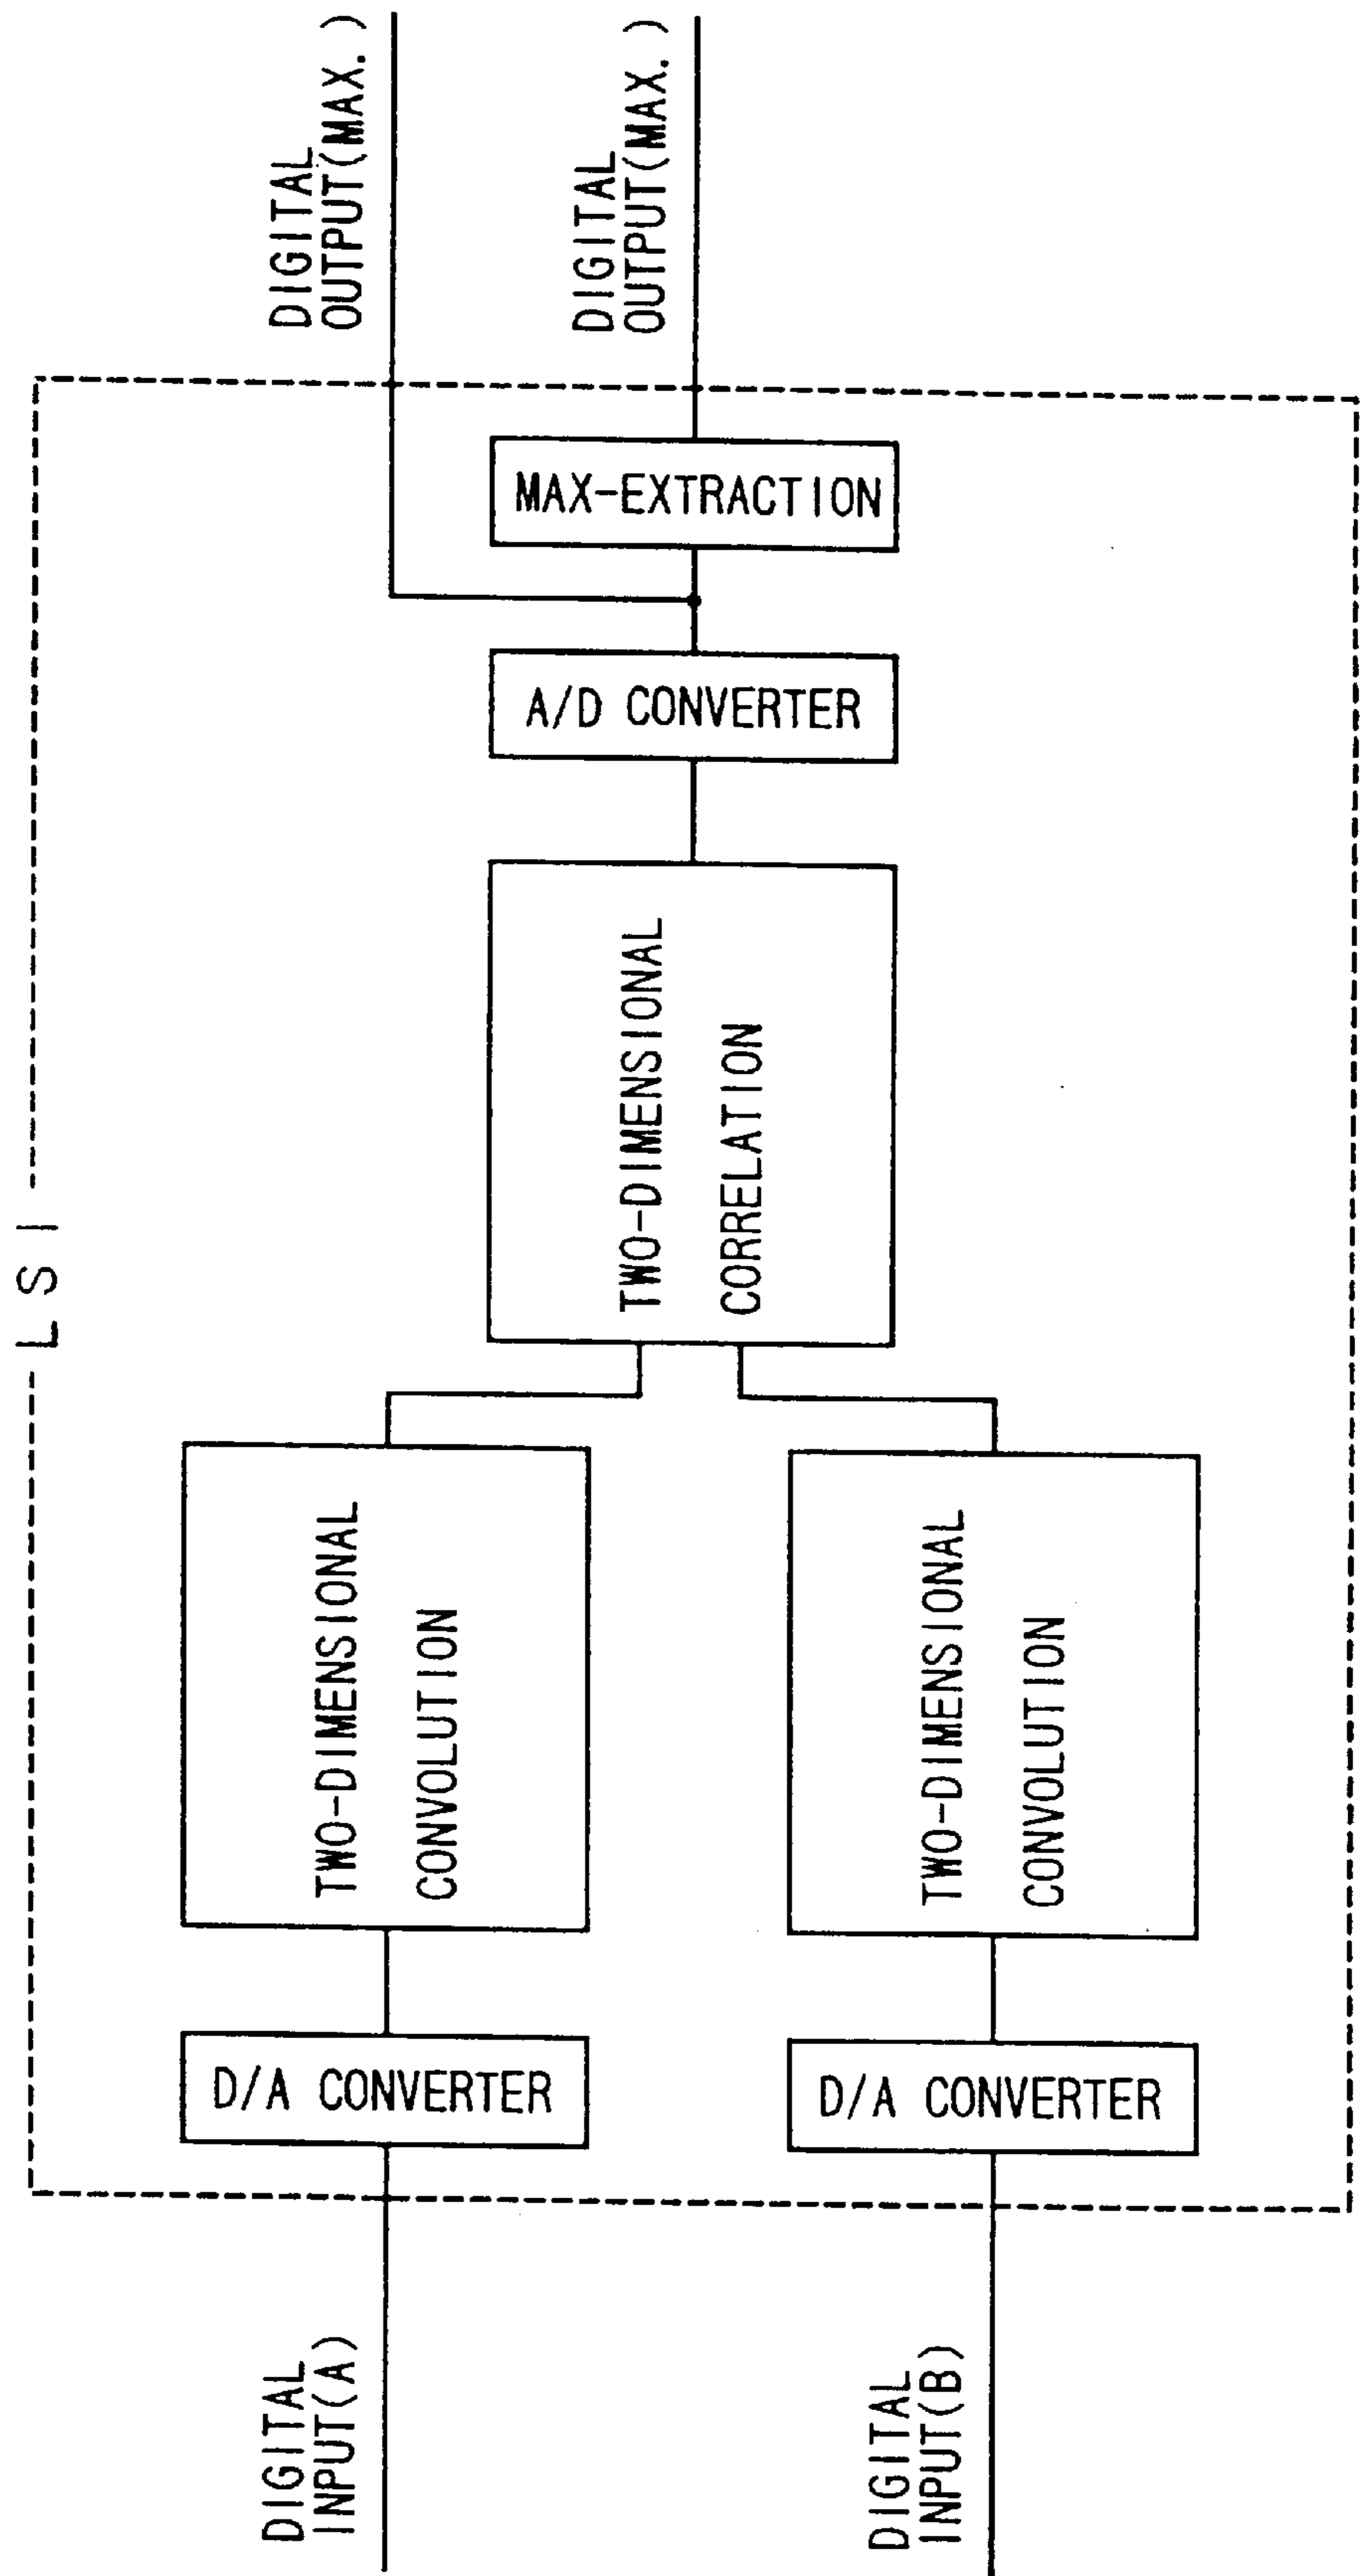 LSI
DIGITAL
INPUT(A)
D/A CONVERTER
TWO-DIMENSIONAL
CONVOLUTION
DIGITAL
INPUT(B)
D/A CONVERTER
TWO-DIMENSIONAL
CONVOLUTION
TWO-DIMENSIONAL
CORRELATION
A/D CONVERTER
MAX-EXTRACTION
DIGITAL
OUTPUT(MAX.)
DIGITAL
OUTPUT(MAX.)